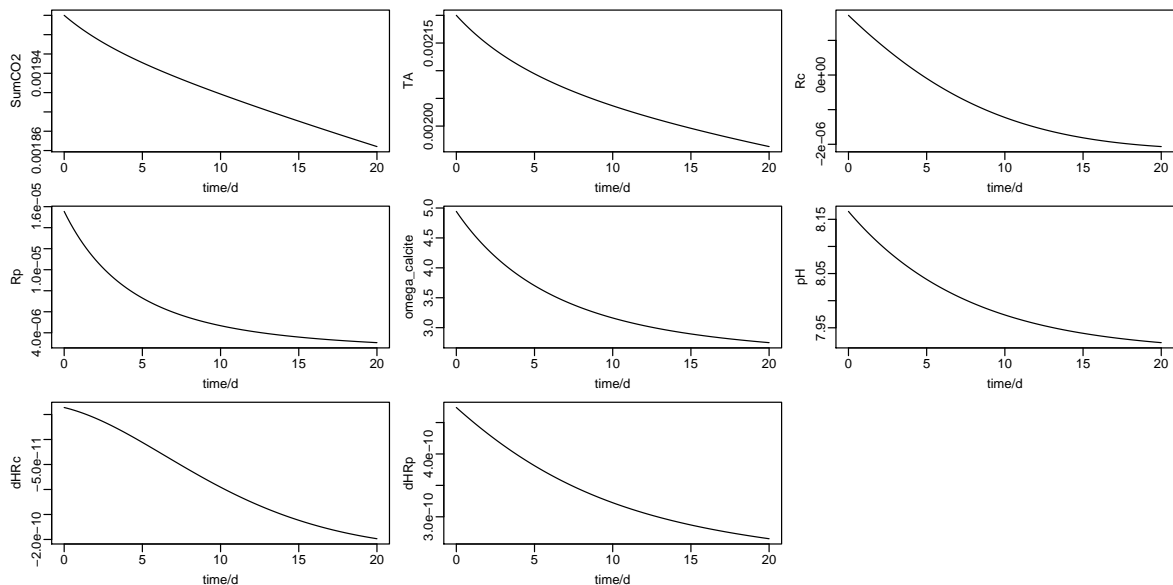 SumCO2
0.00186
0.00194
0
5
10
15
20
time/d
TA
0.00200
0.00215
0
5
10
15
20
time/d
Rc
−2e−06
0e+00
0
5
10
15
20
time/d
Rp
4.0e−06
1.0e−05
1.6e−05
0
5
10
15
20
time/d
omega_calcite
3.0
3.5
4.0
4.5
5.0
0
5
10
15
20
time/d
pH
7.95
8.05
8.15
0
5
10
15
20
time/d
dHRc
−2.0e−10
−5.0e−11
0
5
10
15
20
time/d
dHRp
3.0e−10
4.0e−10
0
5
10
15
20
time/d